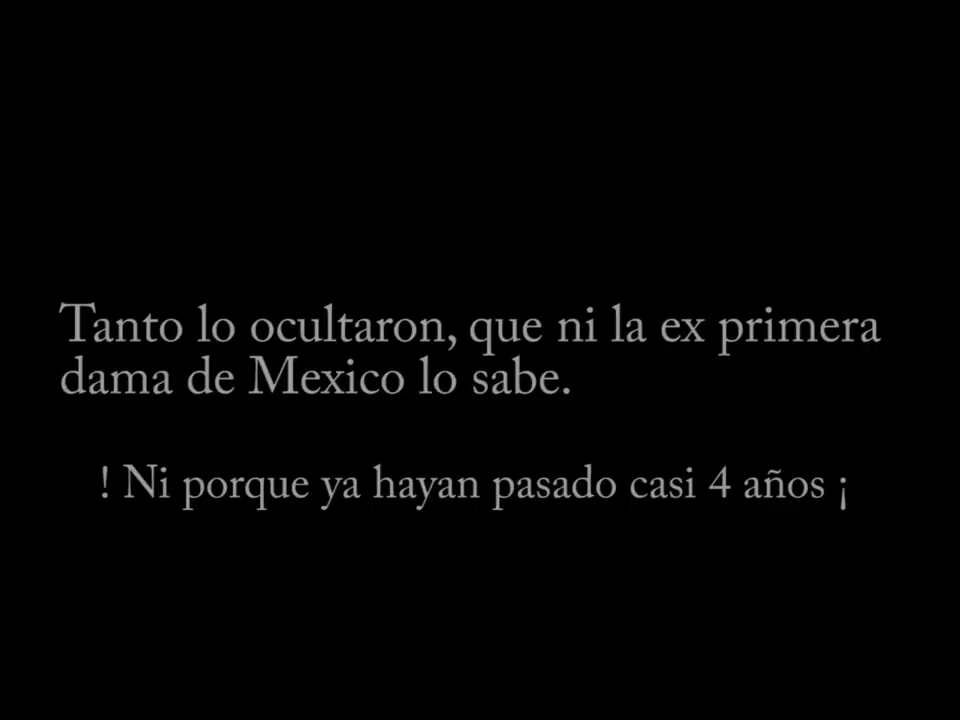 Tanto lo ocultaron, que ni la ex primera
dama de Mexico lo sabe.
! Ni porque ya hayan pasado casi 4 años ¡